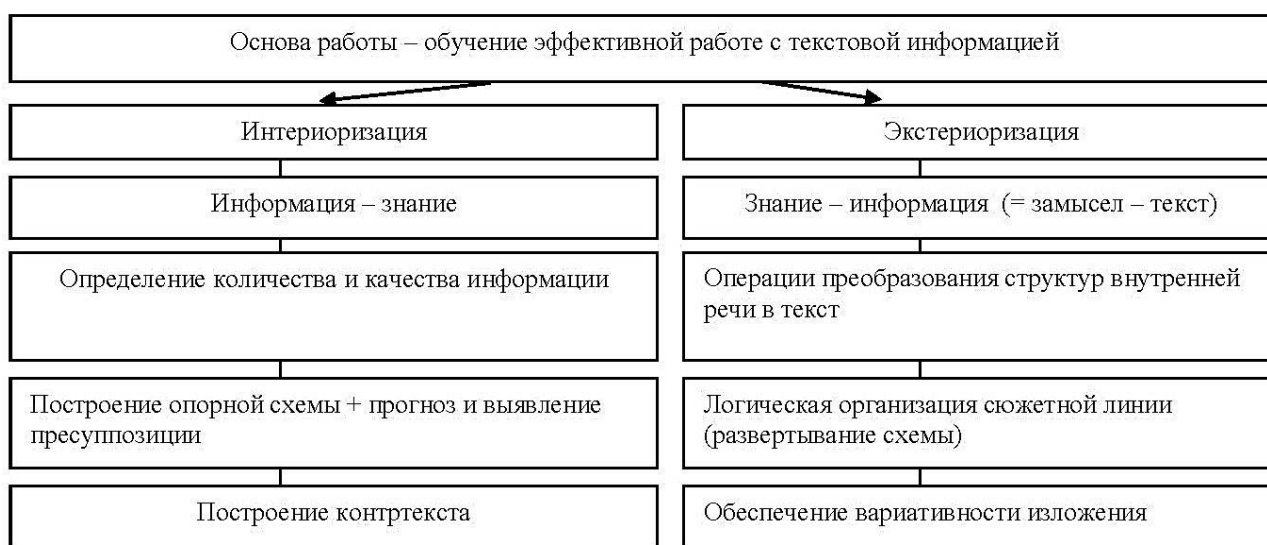 Основа работы – обучение эффективной работе с текстовой информацией
Интериоризация
Экстериоризация
Информация – знание
Знание – информация (= замысел – текст)
Определение количества и качества информации
Операции преобразования структур внутренней
речи в текст
Построение опорной схемы + прогноз и выявление
пресуппозиции
Логическая организация сюжетной линии
(развертывание схемы)
Построение контртекста
Обеспечение вариативности изложения